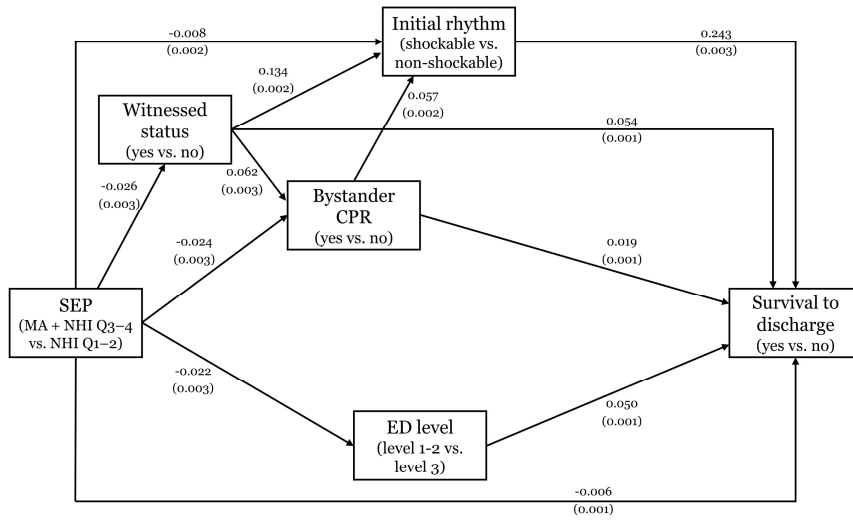 -0.008
(0.002)
Initial rhythm
(shockable vs.
non-shockable)
0.243
(0.003)
0.134
(0.002)
0.057
(0.002)
Witnessed
status
(yes vs. no)
0.054
(0.001)
0.062
(0.003)
-0.026
(0.003)
Bystander
CPR
(yes vs. no)
-0.024
(0.003)
0.019
(0.001)
SEP
(MA + NHI Q3–4
vs. NHI Q1–2)
Survival to
discharge
(yes vs. no)
-0.022
(0.003)
0.050
(0.001)
ED level
(level 1-2 vs.
level 3)
-0.006
(0.001)